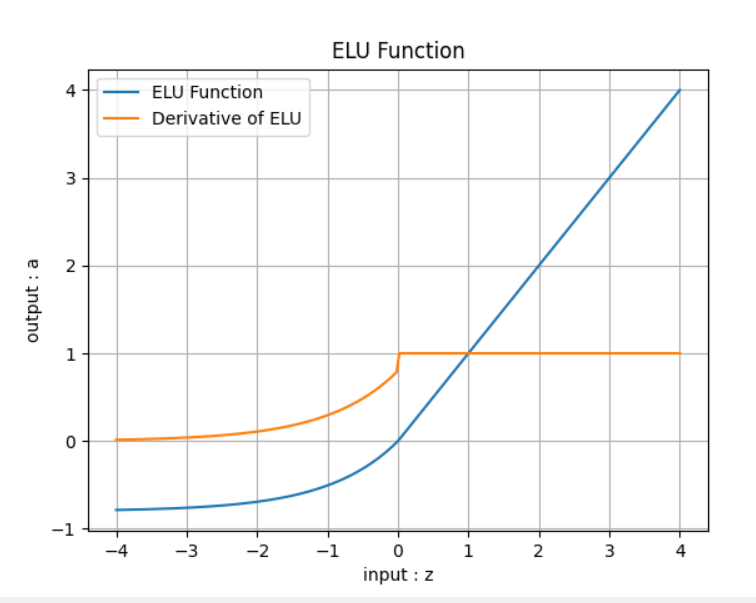 ELU Function
ELU Function
Derivative of ELU
4
3
2
1
0
−1
output : a
−4 −3 −2 −1 0 1 2 3 4
input : z